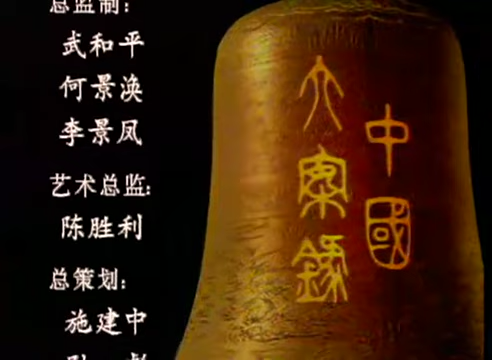 总监制:
武和平
何景涣
李景凤
艺术总监:
陈胜利
总策划:
施建中
中國
大案録